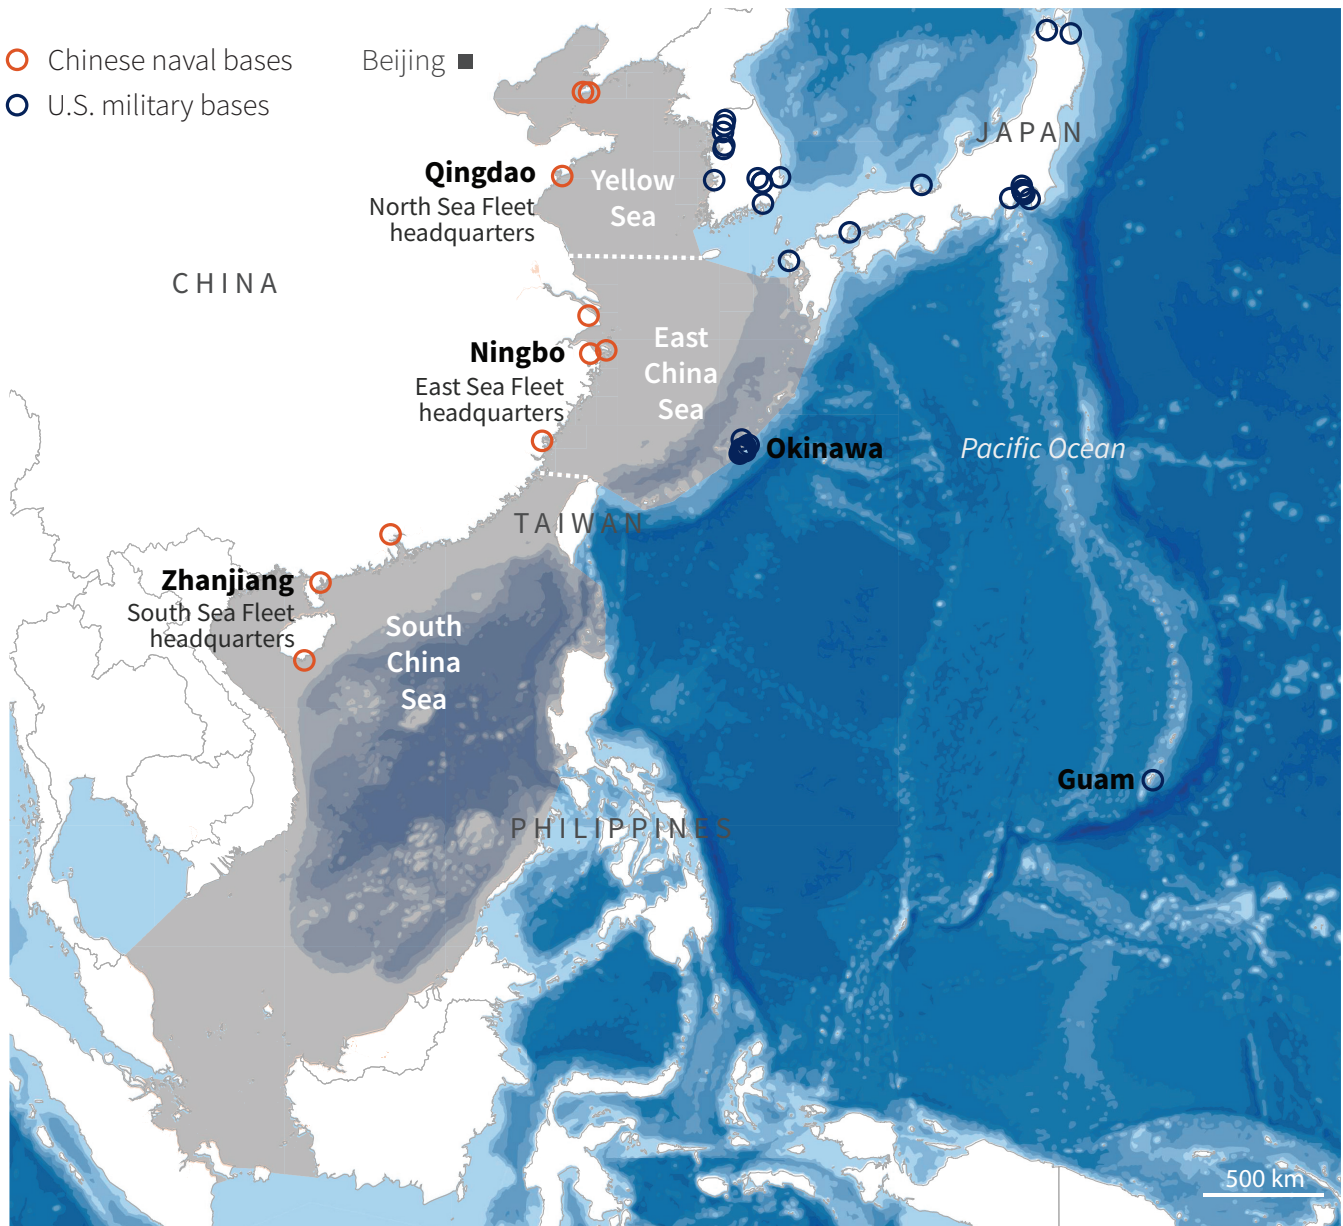 Chinese naval bases
Beijing
U.S. military bases
JAPAN
Qingdao
North Sea Fleet
headquarters
Yellow
Sea
CHINA
Ningbo
East Sea Fleet
headquarters
East
China
Sea
Okinawa
Pacific Ocean
TAIWAN
Zhanjiang
South Sea Fleet
headquarters
South
China
Sea
Guam
PHILIPPINES
500 km